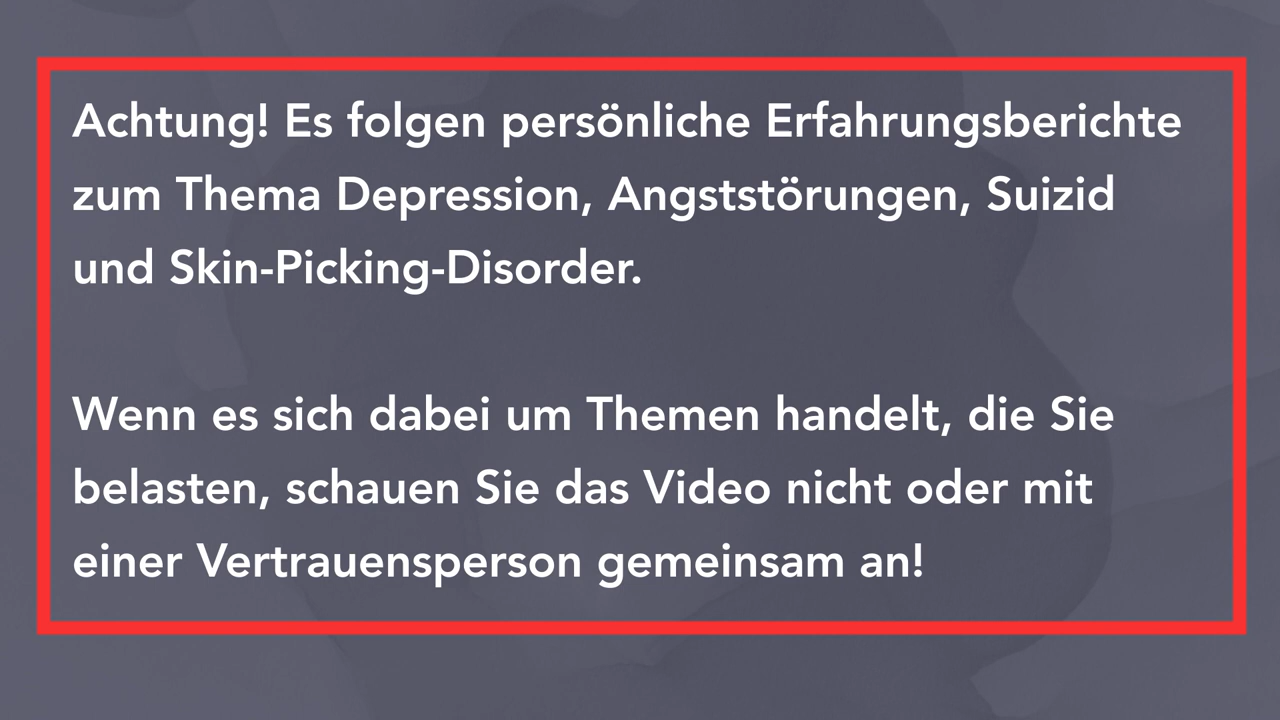 Achtung! Es folgen persönliche Erfahrungsberichte
zum Thema Depression, Angststörungen, Suizid
und Skin-Picking-Disorder.
Wenn es sich dabei um Themen handelt, die Sie
belasten, schauen Sie das Video nicht oder mit
einer Vertrauensperson gemeinsam an!